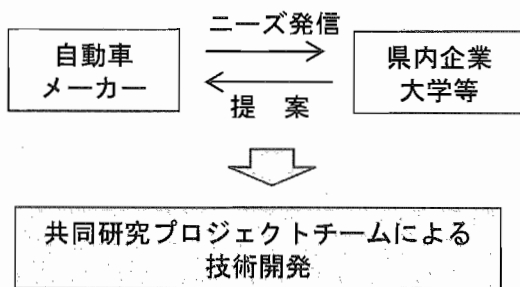 ニーズ発信
自動車
メーカー
県内企業
大学等
提 案
共同研究プロジェクトチームによる
技術開発